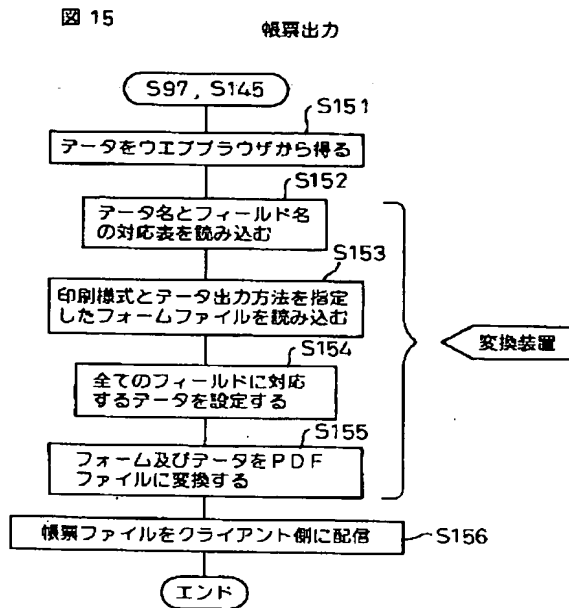 図 15
帳票出力
S97, S145
S151
データをウエブブラウザから得る
S152
データ名とフィールド名
の対応表を読み込む
S153
印刷様式とデータ出力方法を指定
したフォームファイルを読み込む
変換装置
S154
全てのフィールドに対応
するデータを設定する
S155
フォーム及びデータをPDF
ファイルに変換する
帳票ファイルをクライアント側に配信
S156
エンド